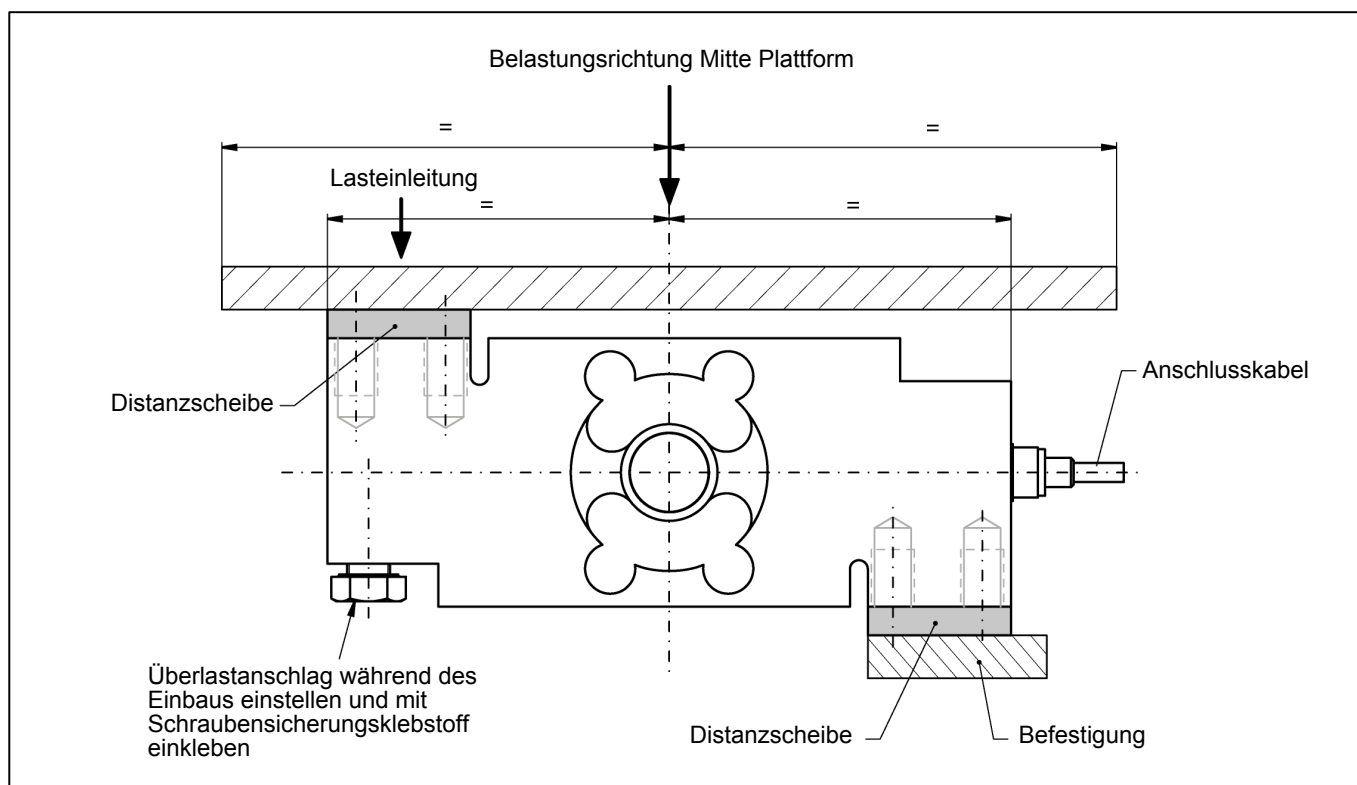 Belastungsrichtung Mitte Plattform
= =
Lasteinleitung
= =
Anschlusskabel
Distanzscheibe
Überlastanschlag während des
Einbaus einstellen und mit
Schraubensicherungsklebstoff
einkleben
Distanzscheibe
Befestigung